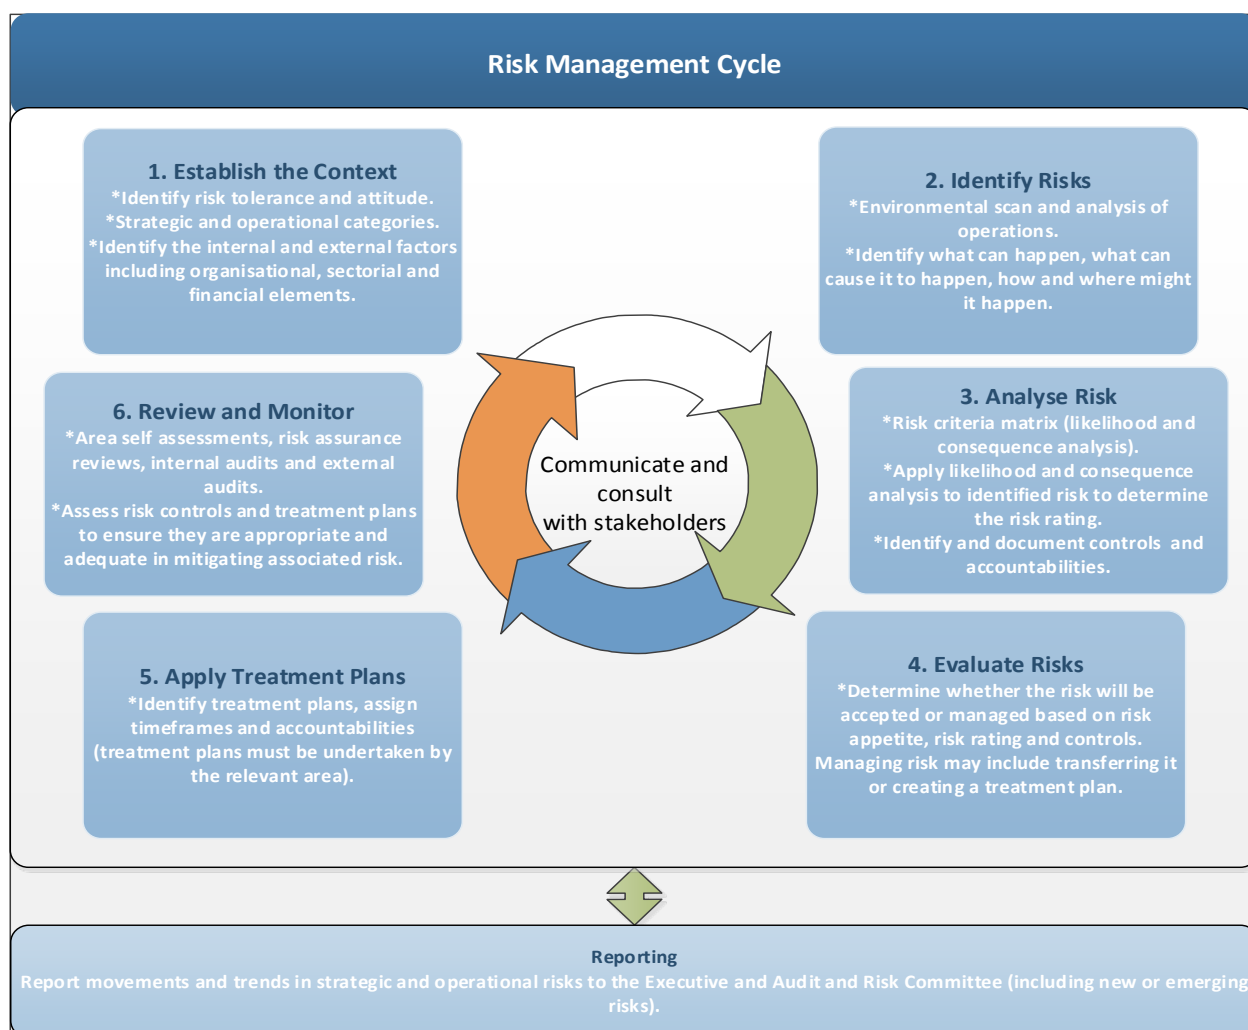 Risk Management Cycle
1. Establish the Context
*Identify risk tolerance and attitude.
*Strategic and operational categories.
*Identify the internal and external factors
including organisational, sectorial and
financial elements.
2. Identify Risks
*Environmental scan and analysis of
operations.
*Identify what can happen, what can
cause it to happen, how and where might
it happen.
3. Analyse Risk
*Risk criteria matrix (likelihood and
consequence analysis).
*Apply likelihood and consequence
analysis to identified risk to determine
the risk rating.
*Identify and document controls and
accountabilities.
4. Evaluate Risks
*Determine whether the risk will be
accepted or managed based on risk
appetite, risk rating and controls.
Managing risk may include transferring it
or creating a treatment plan.
5. Apply Treatment Plans
*Identify treatment plans, assign
timeframes and accountabilities
(treatment plans must be undertaken by
the relevant area).
6. Review and Monitor
*Area self assessments, risk assurance
reviews, internal audits and external
audits.
*Assess risk controls and treatment plans
to ensure they are appropriate and
adequate in mitigating associated risk.
Communicate and
consult
with stakeholders
Reporting
Report movements and trends in strategic and operational risks to the Executive and Audit and Risk Committee (including new or emerging
risks).